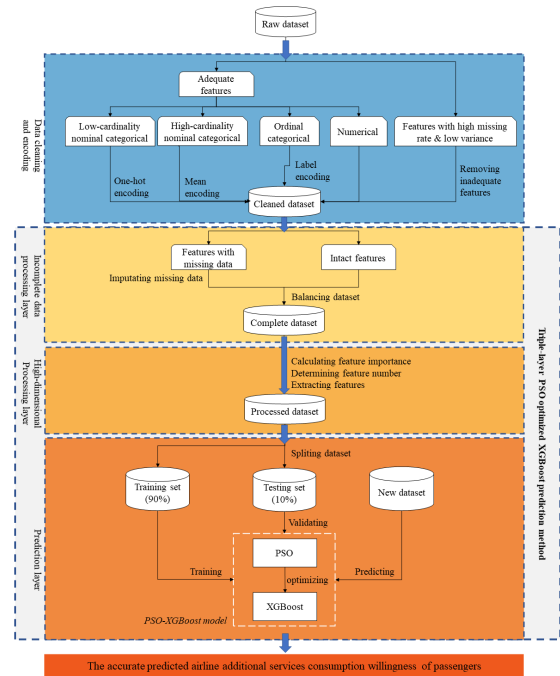 Raw dataset
Data cleaning
and encoding
Adequate
features
Low-cardinality
nominal categorical
High-cardinality
nominal categorical
Ordinal
categorical
Numerical
Features with high missing
rate & low variance
One-hot
encoding
Mean
encoding
Label
encoding
Removing
inadequate
features
Cleaned dataset
Incomplete data
processing layer
Features with
missing data
Intact features
Imputating missing data
Balancing dataset
Complete dataset
High-dimensional
Processing layer
Calculating feature importance
Determining feature number
Extracting features
Processed dataset
Prediction layer
Spliting dataset
Training set
(90%)
Testing set
(10%)
New dataset
Validating
PSO
Training
optimizing
Predicting
XGBoost
PSO-XGBoost model
Triple-layer PSO optimized XGBoost prediction method
The accurate predicted airline additional services consumption willingness of passengers